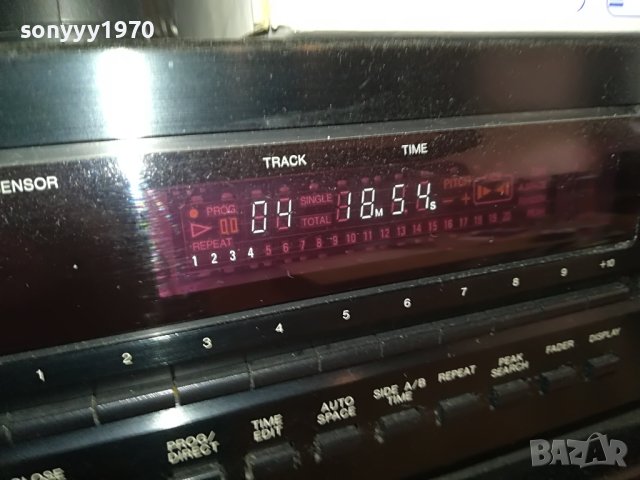 sonyyy1970
ENSOR
TRACK
TIME
PROG
SINGLE
PITCH
04
18M 54S
TOTAL
REPEAT
1 2 3 4 5 6 7 8 9 10 11 12 13 14 15 16 17 18 19 20
1 2 3 4 5 6 7 8 9 +10
CLOSE
PROG/
DIRECT
TIME
EDIT
AUTO
SPACE
SIDE A/B
TIME
REPEAT
PEAK
SEARCH
FADER
DISPLAY
BAZAR